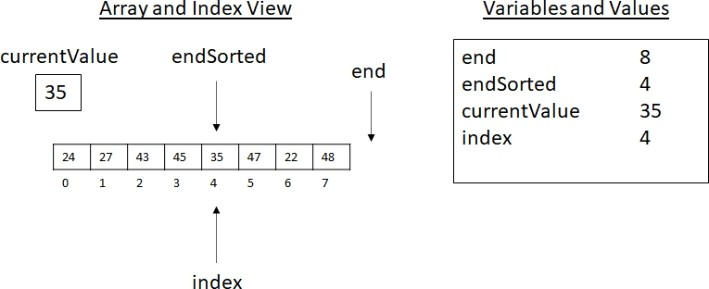 Array and Index View
Variables and Values
currentValue
endSorted
end
35
24 27 43 45 35 47 22 48
0 1 2 3 4 5 6 7
index
end 8
endSorted 4
currentValue 35
index 4